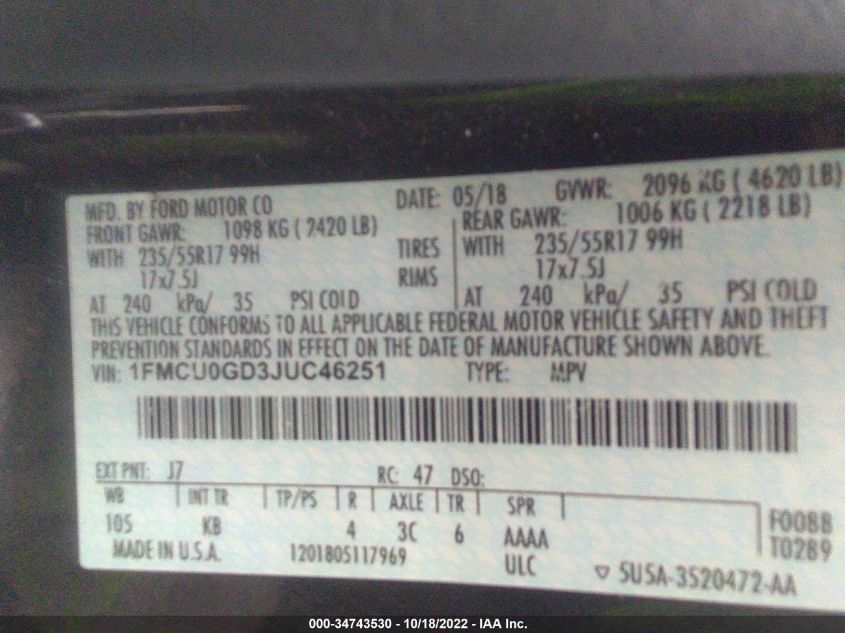 MFD. BY FORD MOTOR CO DATE: 05/18 GVWR: 2096 KG ( 4620 LB)
FRONT GAWR: 1098 KG ( 2420 LB) REAR GAWR: 1006 KG ( 2218 LB)
WITH 235/55R17 99H TIRES WITH 235/55R17 99H
17x7.5J RIMS 17x7.5J
AT 240 kPa/ 35 PSI COLD AT 240 kPa/ 35 PSI COLD
THIS VEHICLE CONFORMS TO ALL APPLICABLE FEDERAL MOTOR VEHICLE SAFETY AND THEFT
PREVENTION STANDARDS IN EFFECT ON THE DATE OF MANUFACTURE SHOWN ABOVE.
VIN: 1FMCU0GD3JUC46251 TYPE: MPV
EXT PNT: J7 RC: 47 DSO:
WB INT TR TP/PS R AXLE TR SPR
105 KB 4 3C 6 AAAA F0088
MADE IN U.S.A. 1201805117969 ULC T0289
▽ SU5A-3520472-AA
000-34743530 - 10/18/2022 - IAA Inc.